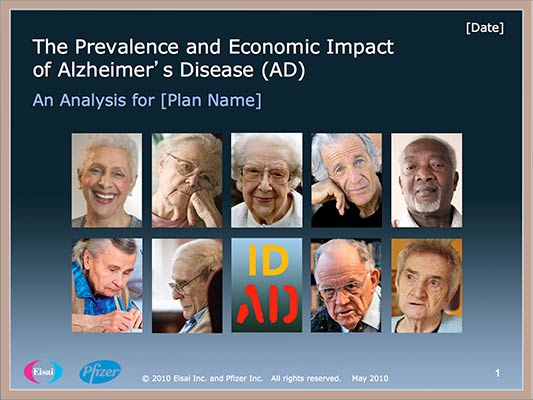 [Date]
The Prevalence and Economic Impact
of Alzheimer's Disease (AD)
An Analysis for [Plan Name]
ID
AD
Eisai
Pfizer
© 2010 Eisai Inc. and Pfizer Inc. All rights reserved. May 2010
1